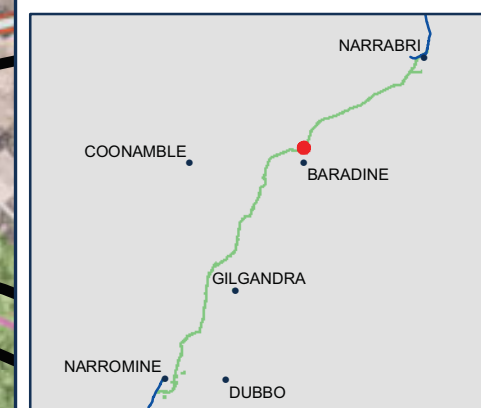 NARRABRI
COONAMBLE
BARADINE
GILGANDRA
NARROMINE
DUBBO